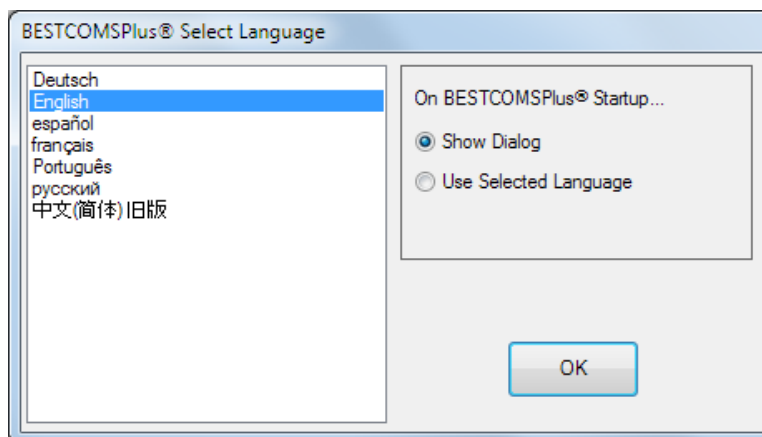 BESTCOMSPlus® Select Language
Deutsch
English
español
français
Português
русский
中文(简体) 旧版
On BESTCOMSPlus® Startup...
Show Dialog
Use Selected Language
OK